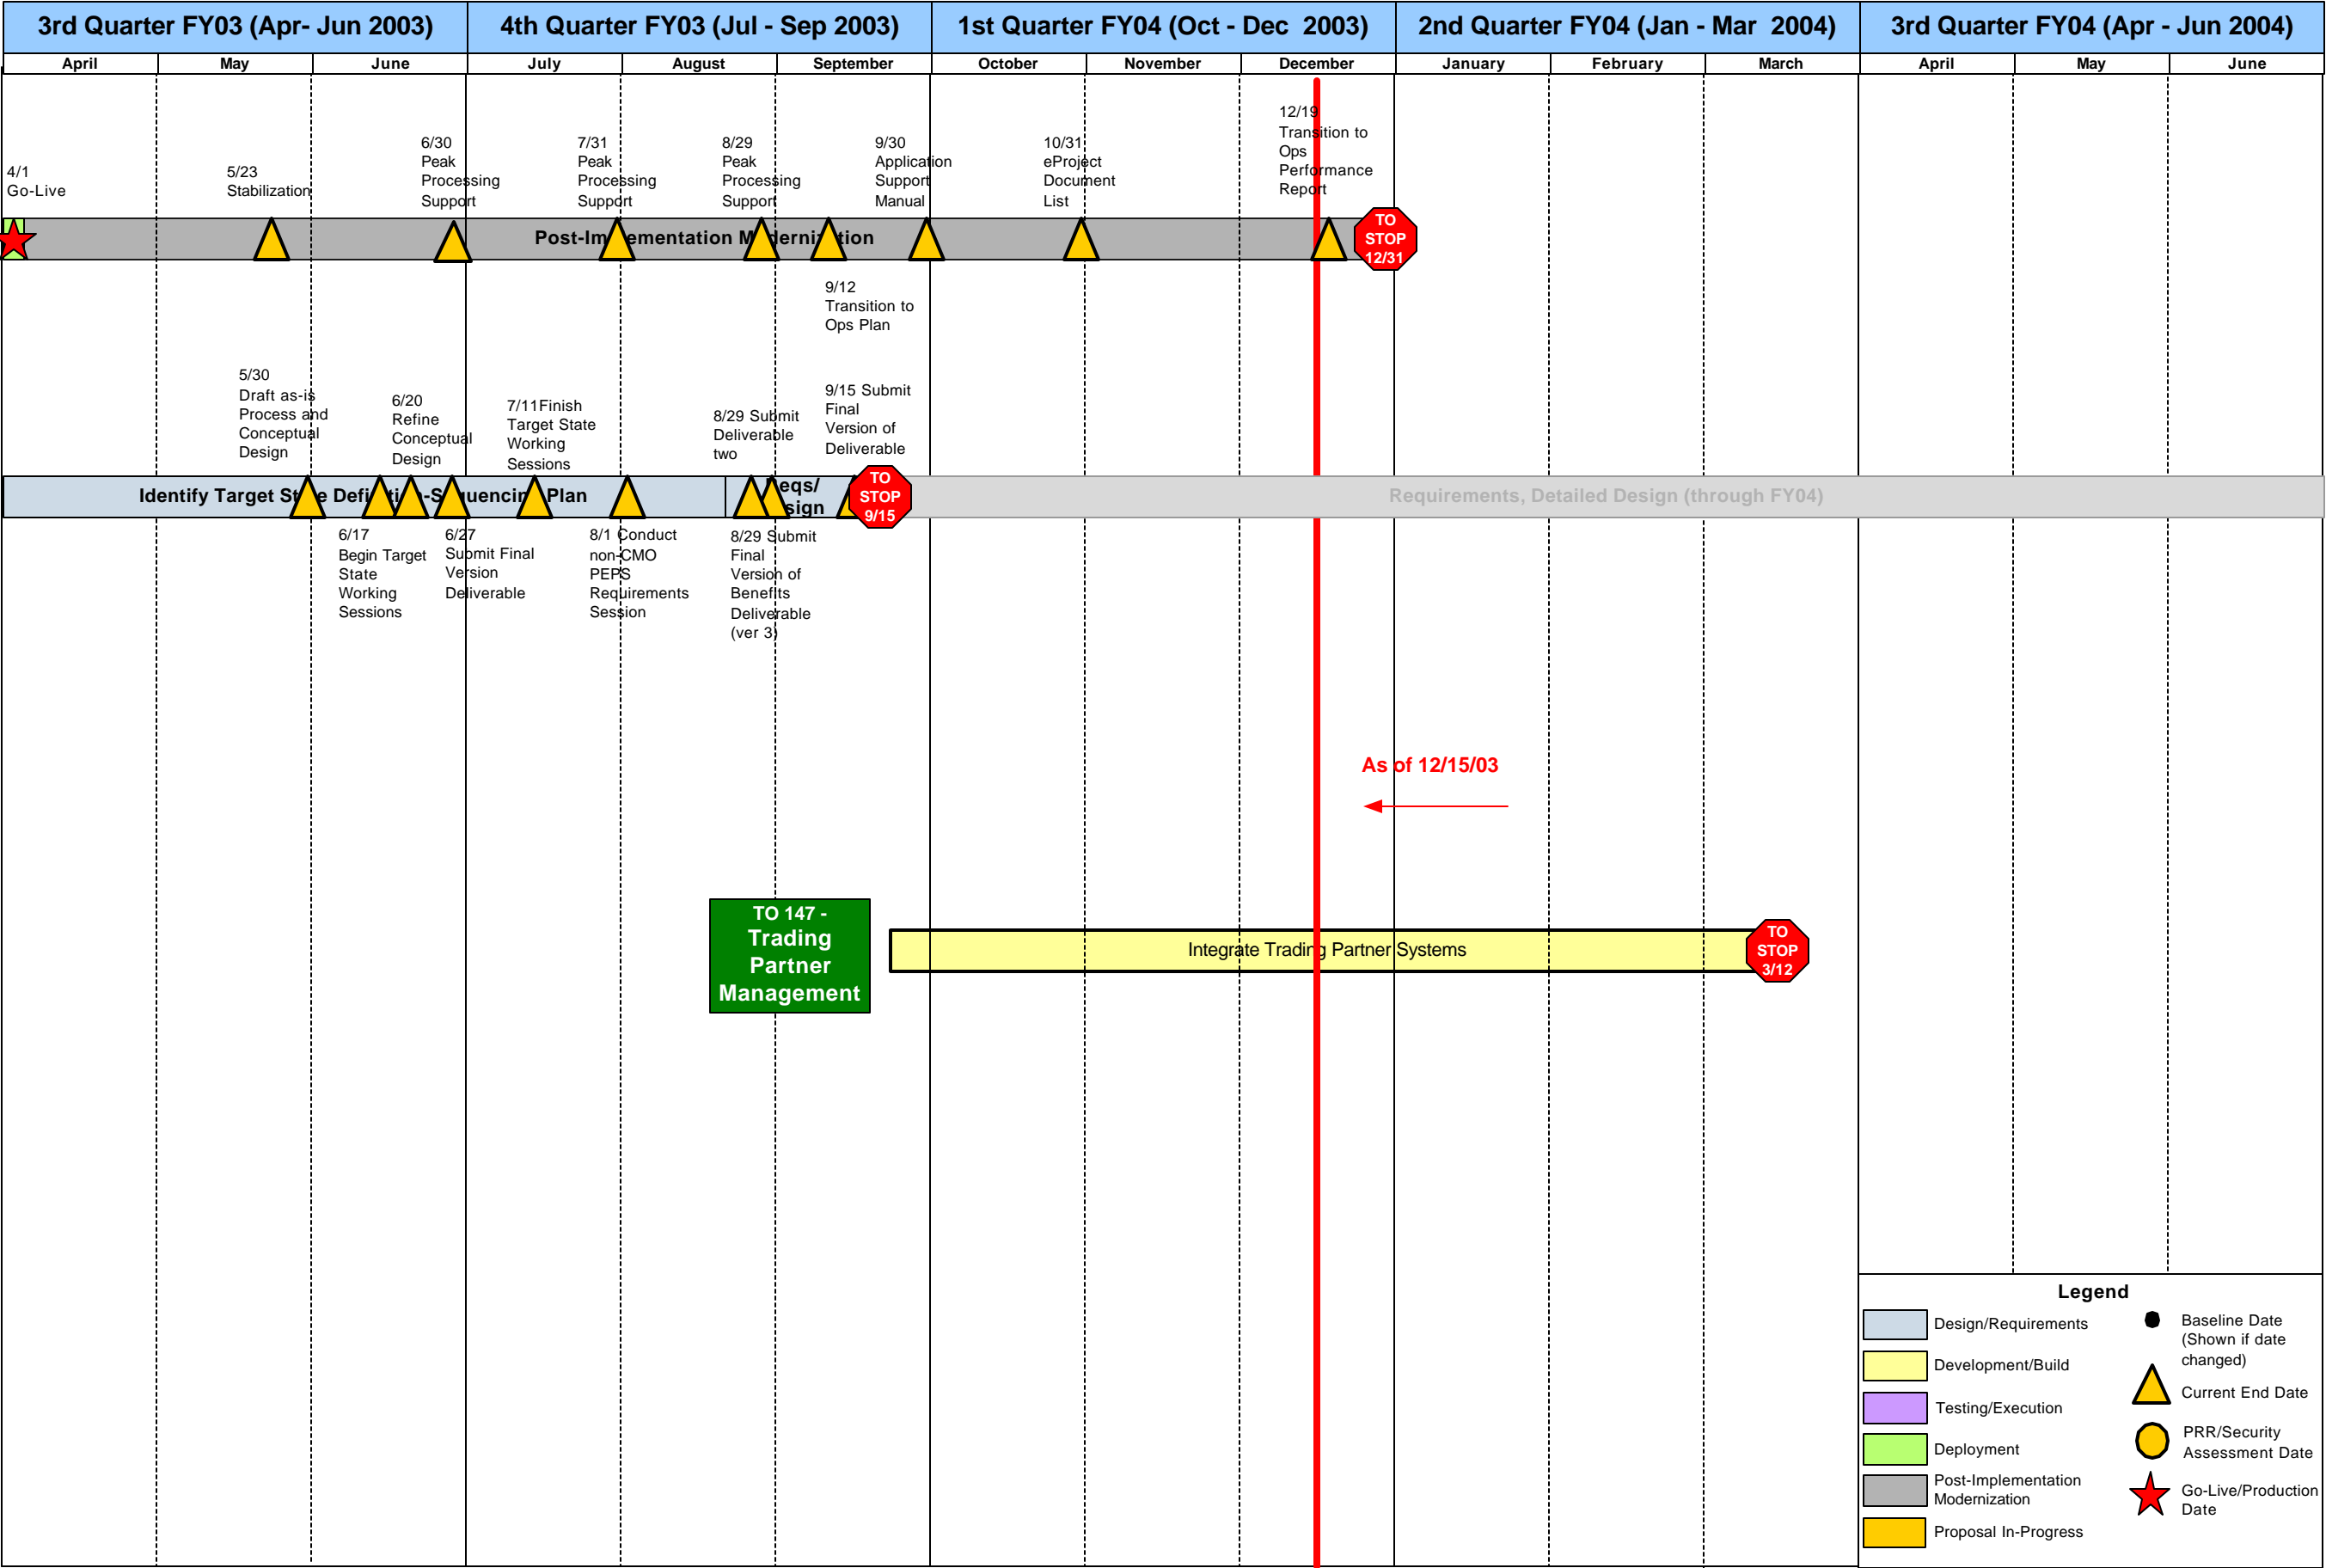 3rd Quarter FY03 (Apr- Jun 2003)
4th Quarter FY03 (Jul - Sep 2003)
1st Quarter FY04 (Oct - Dec 2003)
2nd Quarter FY04 (Jan - Mar 2004)
3rd Quarter FY04 (Apr - Jun 2004)
April
May
June
July
August
September
October
November
December
January
February
March
April
May
June
4/1
Go-Live
5/23
Stabilization
6/30
Peak
Processing
Support
7/31
Peak
Processing
Support
8/29
Peak
Processing
Support
9/30
Application
Support
Manual
10/31
eProject
Document
List
12/19
Transition to
Ops
Performance
Report
Post-Implementation Modernization
TO
STOP
12/31
9/12
Transition to
Ops Plan
5/30
Draft as-is
Process and
Conceptual
Design
6/20
Refine
Conceptual
Design
7/11Finish
Target State
Working
Sessions
8/29 Submit
Deliverable
two
9/15 Submit
Final
Version of
Deliverable
Identify Target State Definition-Sequencing Plan
Reqs/
Design
TO
STOP
9/15
Requirements, Detailed Design (through FY04)
6/17
Begin Target
State
Working
Sessions
6/27
Submit Final
Version
Deliverable
8/1 Conduct
non-CMO
PEPS
Requirements
Session
8/29 Submit
Final
Version of
Benefits
Deliverable
(ver 3)
As of 12/15/03
TO 147 -
Trading
Partner
Management
Integrate Trading Partner Systems
TO
STOP
3/12
Legend
Design/Requirements
Development/Build
Testing/Execution
Deployment
Post-Implementation
Modernization
Proposal In-Progress
Baseline Date
(Shown if date
changed)
Current End Date
PRR/Security
Assessment Date
Go-Live/Production
Date